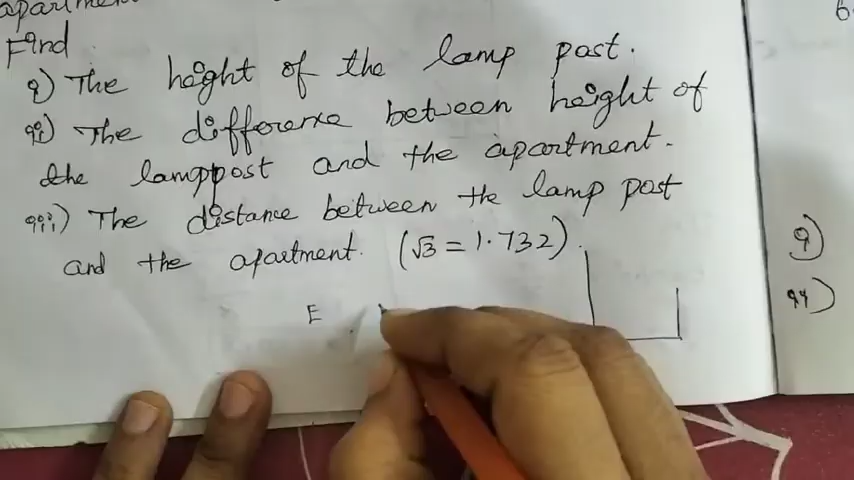 apartment
Find
i) The height of the lamp post.
ii) The difference between height of
the lamppost and the apartment.
iii) The distance between the lamp post
and the apartment. (√3 = 1.732).
E
i)
ii)